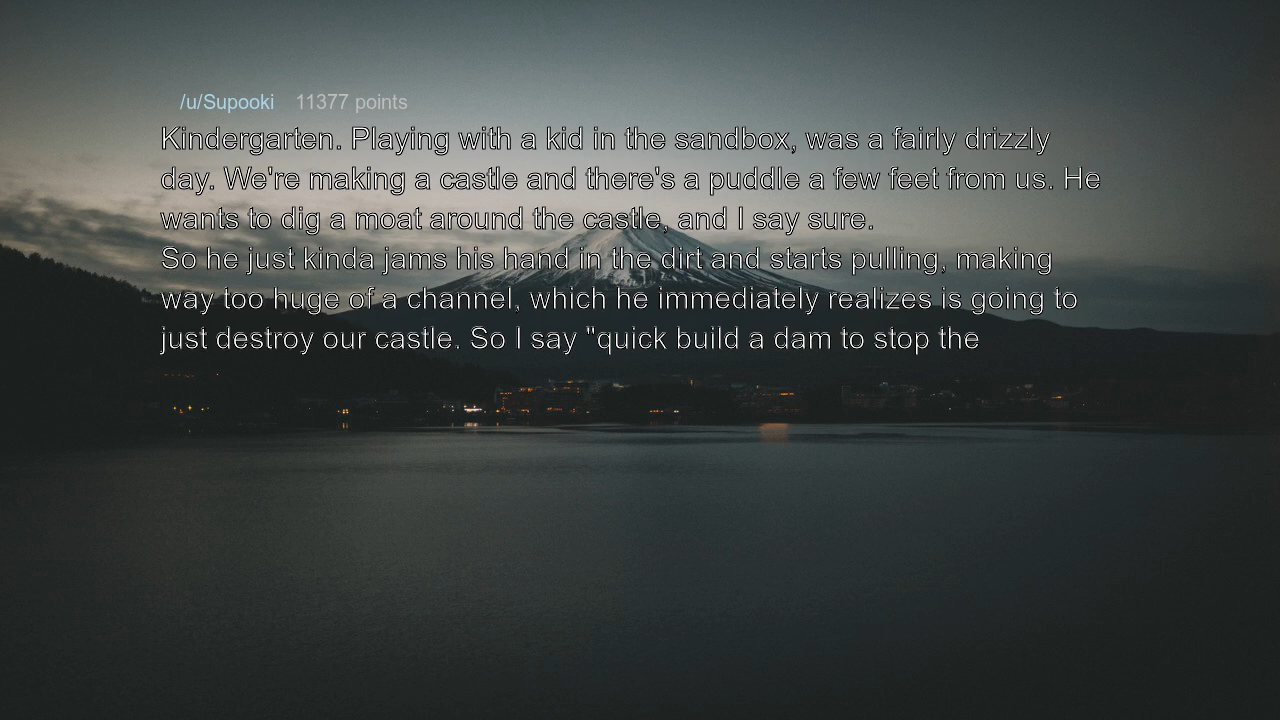 /u/Supooki 11377 points
Kindergarten. Playing with a kid in the sandbox, was a fairly drizzly
day. We're making a castle and there's a puddle a few feet from us. He
wants to dig a moat around the castle, and I say sure.
So he just kinda jams his hand in the dirt and starts pulling, making
way too huge of a channel, which he immediately realizes is going to
just destroy our castle. So I say "quick build a dam to stop the